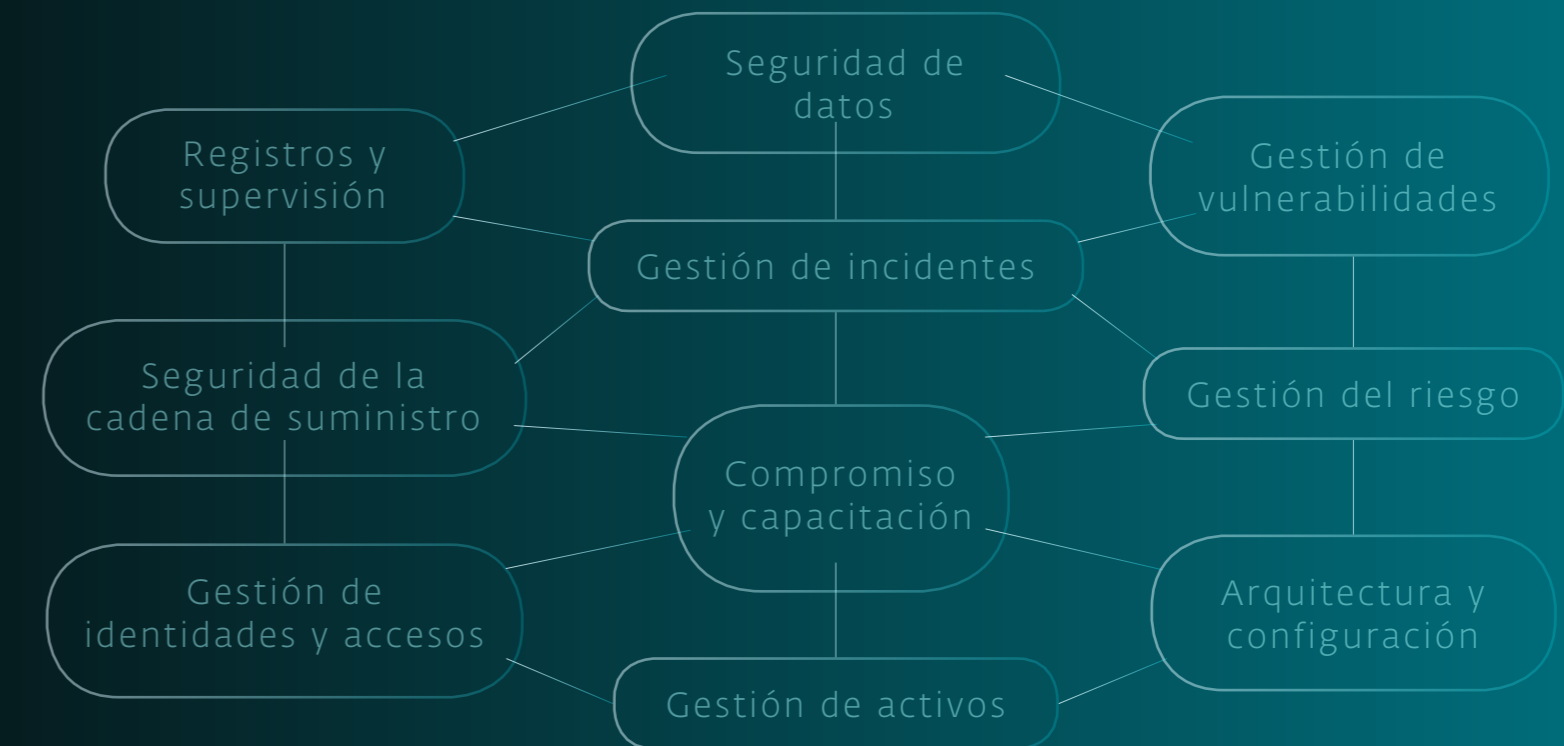 Seguridad de
datos
Registros y
supervisión
Gestión de
vulnerabilidades
Gestión de incidentes
Seguridad de la
cadena de suministro
Gestión del riesgo
Compromiso
y capacitación
Gestión de
identidades y accesos
Arquitectura y
configuración
Gestión de activos